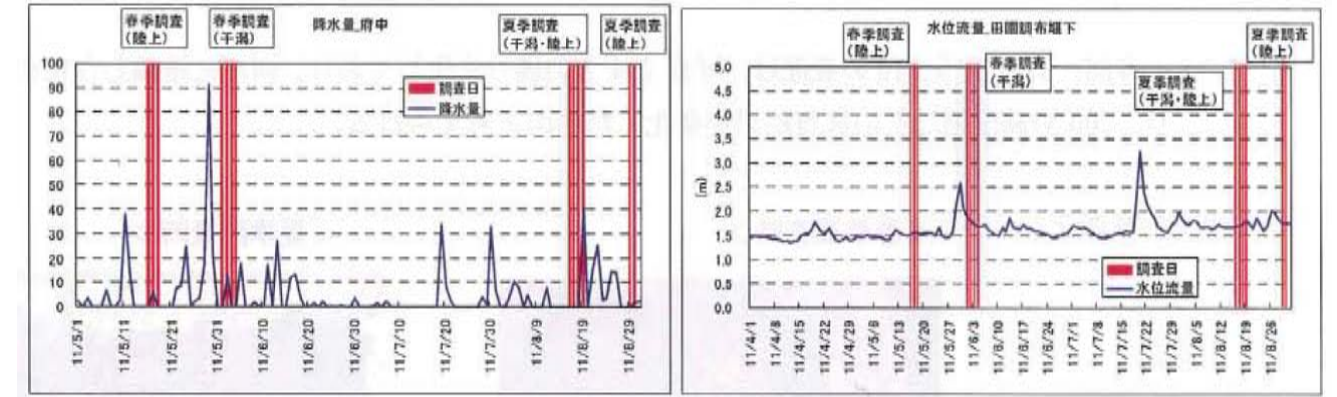 春季調査
(陸上)
春季調査
(干潟)
降水量_府中
夏季調査
(干潟・陸上)
夏季調査
(陸上)
100
90
80
70
60
50
40
30
20
10
0
調査日
降水量
11/5/1
11/5/11
11/5/21
11/5/31
11/6/10
11/6/20
11/6/30
11/7/10
11/7/20
11/7/30
11/8/9
11/8/19
11/8/29
春季調査
(陸上)
水位流量_田園調布堰下
春季調査
(干潟)
夏季調査
(干潟・陸上)
夏季調査
(陸上)
[m]
5.0
4.5
4.0
3.5
3.0
2.5
2.0
1.5
1.0
0.5
0.0
調査日
水位流量
11/4/1
11/4/8
11/4/15
11/4/22
11/4/29
11/5/6
11/5/13
11/5/20
11/5/27
11/6/3
11/6/10
11/6/17
11/6/24
11/7/1
11/7/8
11/7/15
11/7/22
11/7/29
11/8/5
11/8/12
11/8/19
11/8/26